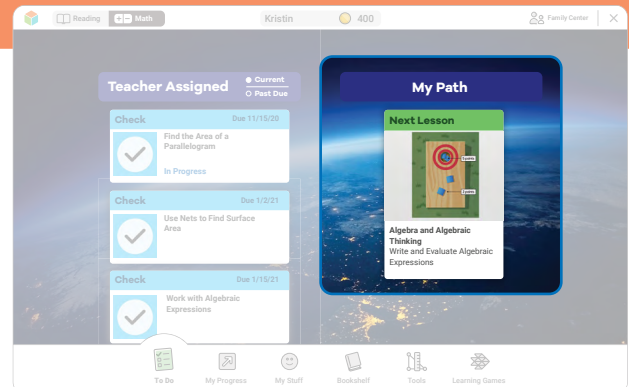 Reading
Math
Kristin
400
Family Center
Teacher Assigned
Current
Past Due
Check
Due 11/15/20
Find the Area of a
Parallelogram
In Progress
Check
Due 1/2/21
Use Nets to Find Surface
Area
Check
Due 1/15/21
Work with Algebraic
Expressions
My Path
Next Lesson
Algebra and Algebraic
Thinking
Write and Evaluate Algebraic
Expressions
To Do
My Progress
My Stuff
Bookshelf
Tools
Learning Games